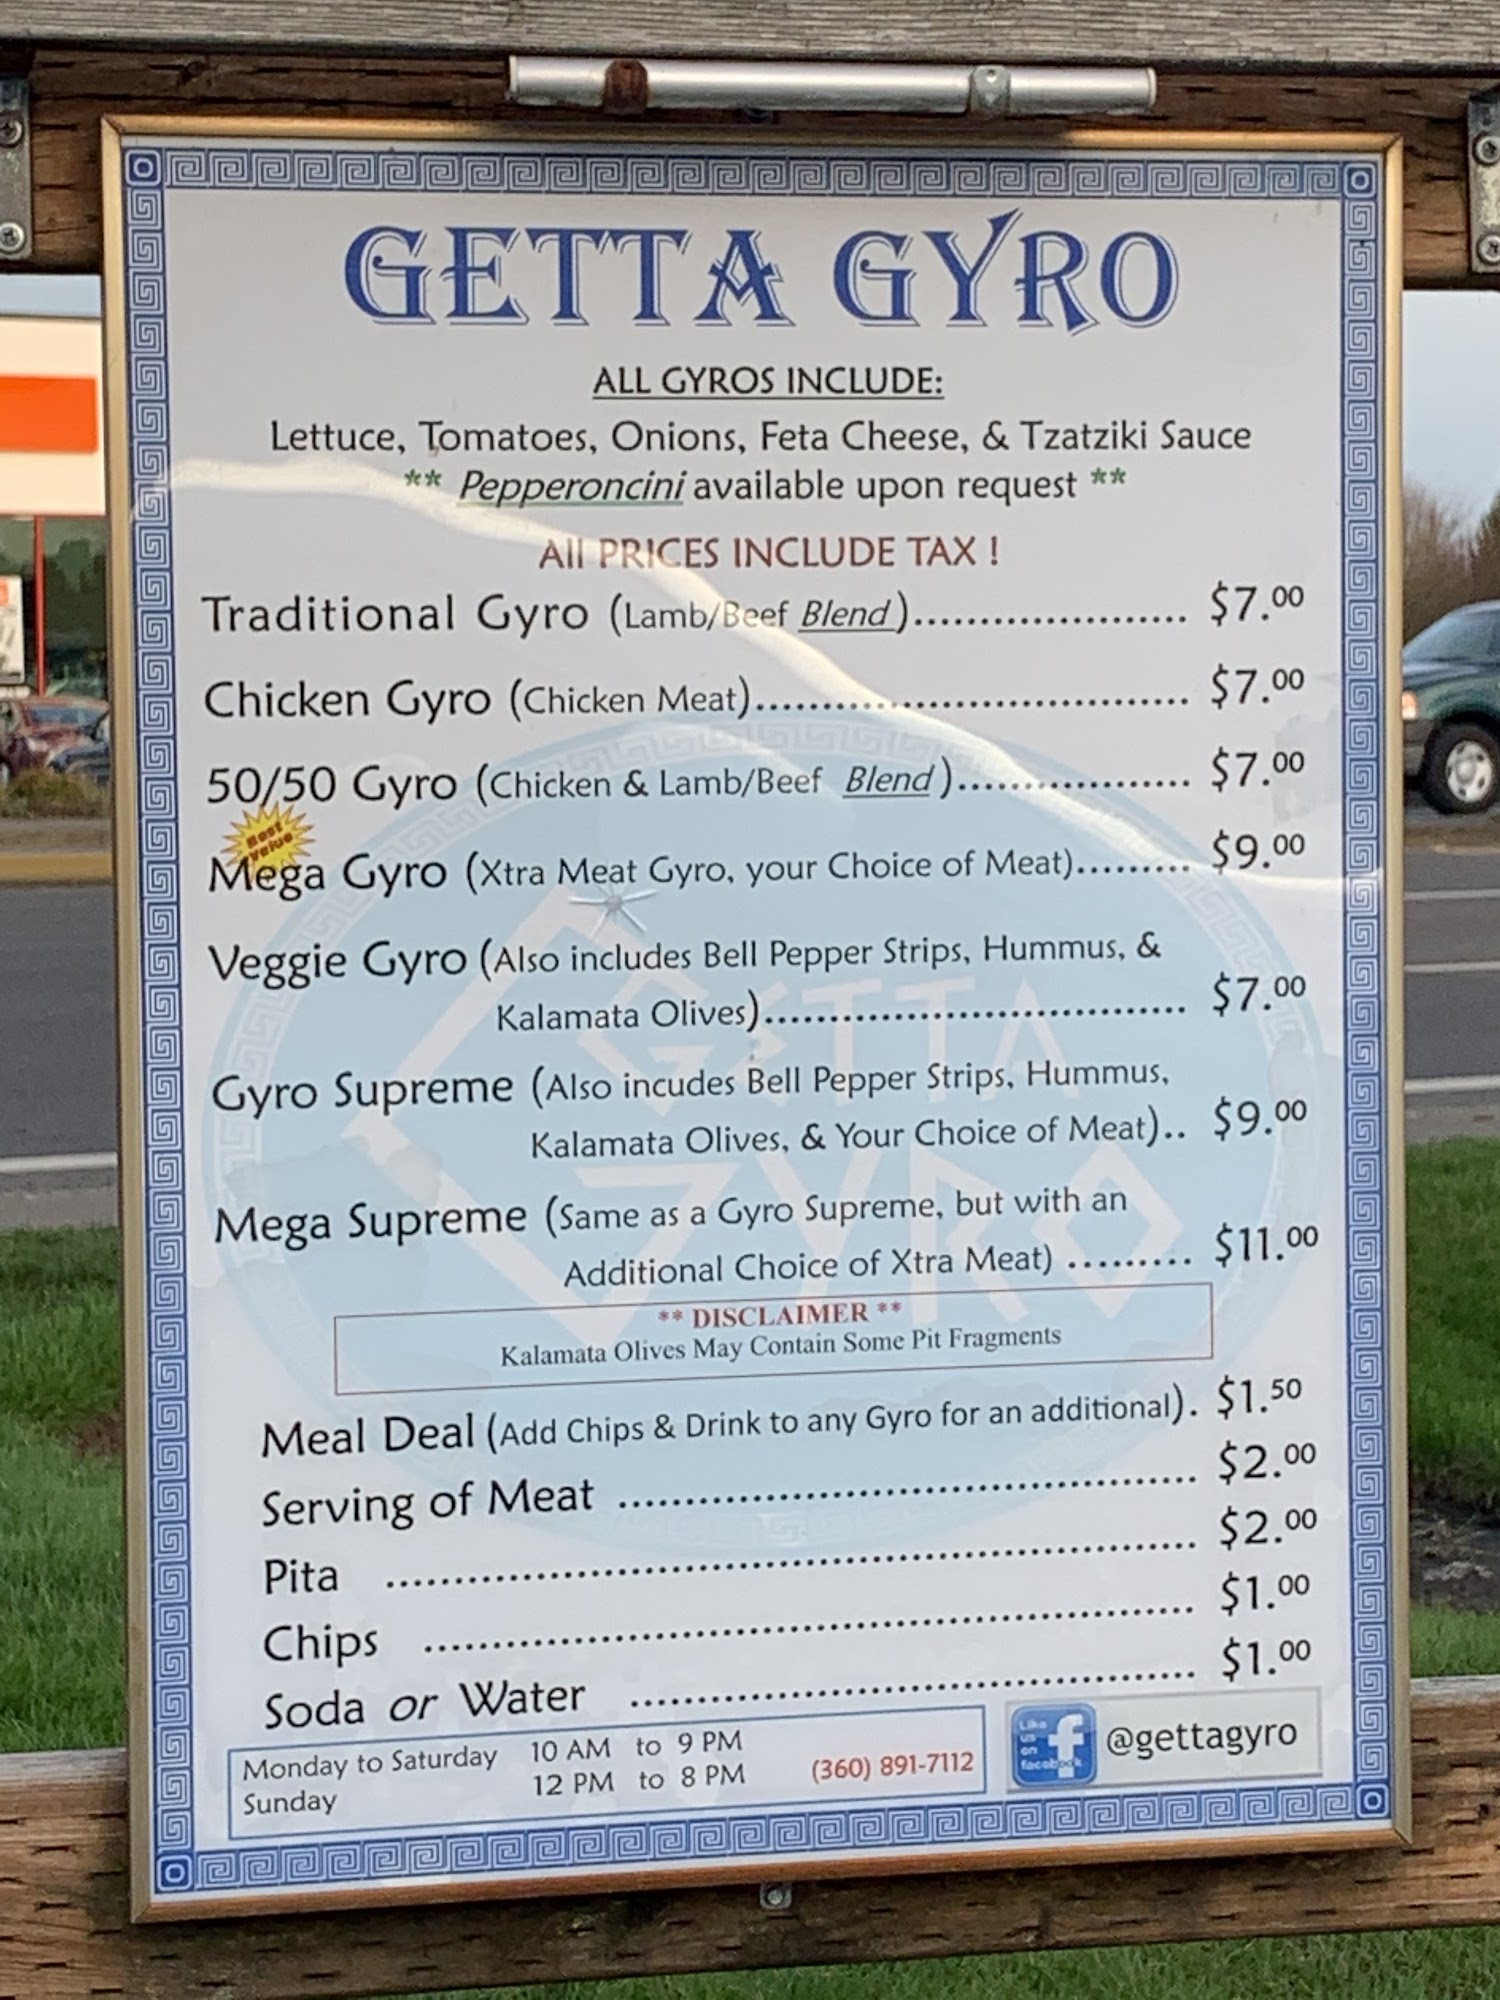 GETTA GYRO
ALL GYROS INCLUDE:
Lettuce, Tomatoes, Onions, Feta Cheese, & Tzatziki Sauce
** Pepperoncini available upon request **
All PRICES INCLUDE TAX !
Traditional Gyro (Lamb/Beef Blend)..................... $7.00
Chicken Gyro (Chicken Meat)................................. $7.00
50/50 Gyro (Chicken & Lamb/Beef Blend).................. $7.00
Best
Value
Mega Gyro (Xtra Meat Gyro, your Choice of Meat)......... $9.00
Veggie Gyro (Also includes Bell Pepper Strips, Hummus, &
Kalamata Olives)................................ $7.00
Gyro Supreme (Also incudes Bell Pepper Strips, Hummus,
Kalamata Olives, & Your Choice of Meat).. $9.00
Mega Supreme (Same as a Gyro Supreme, but with an
Additional Choice of Xtra Meat) ......... $11.00
** DISCLAIMER **
Kalamata Olives May Contain Some Pit Fragments
Meal Deal (Add Chips & Drink to any Gyro for an additional). $1.50
Serving of Meat ........................................... $2.00
Pita ............................................................ $2.00
Chips ......................................................... $1.00
Soda or Water .......................................... $1.00
Monday to Saturday 10 AM to 9 PM
Sunday 12 PM to 8 PM
(360) 891-7112
Like
us
on
facebook
f
@gettagyro
GETTA
GYRO